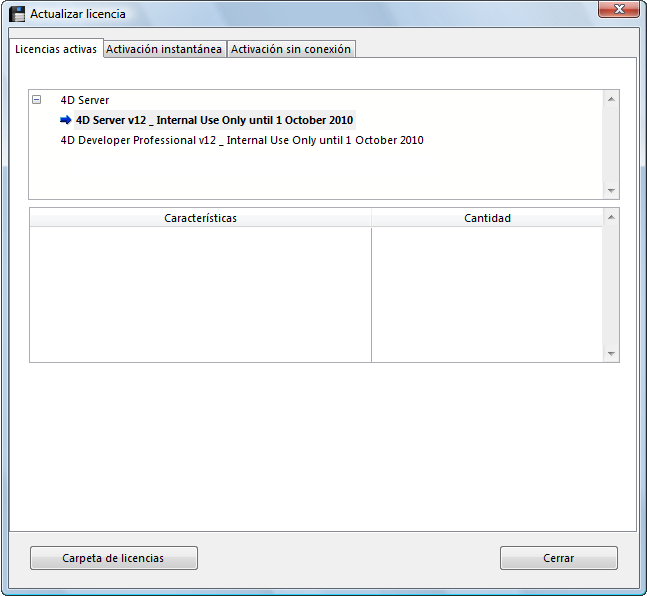 Actualizar licencia
Licencias activas Activación instantánea Activación sin conexión
4D Server
4D Server v12 _ Internal Use Only until 1 October 2010
4D Developer Professional v12 _ Internal Use Only until 1 October 2010
Características Cantidad
Carpeta de licencias Cerrar